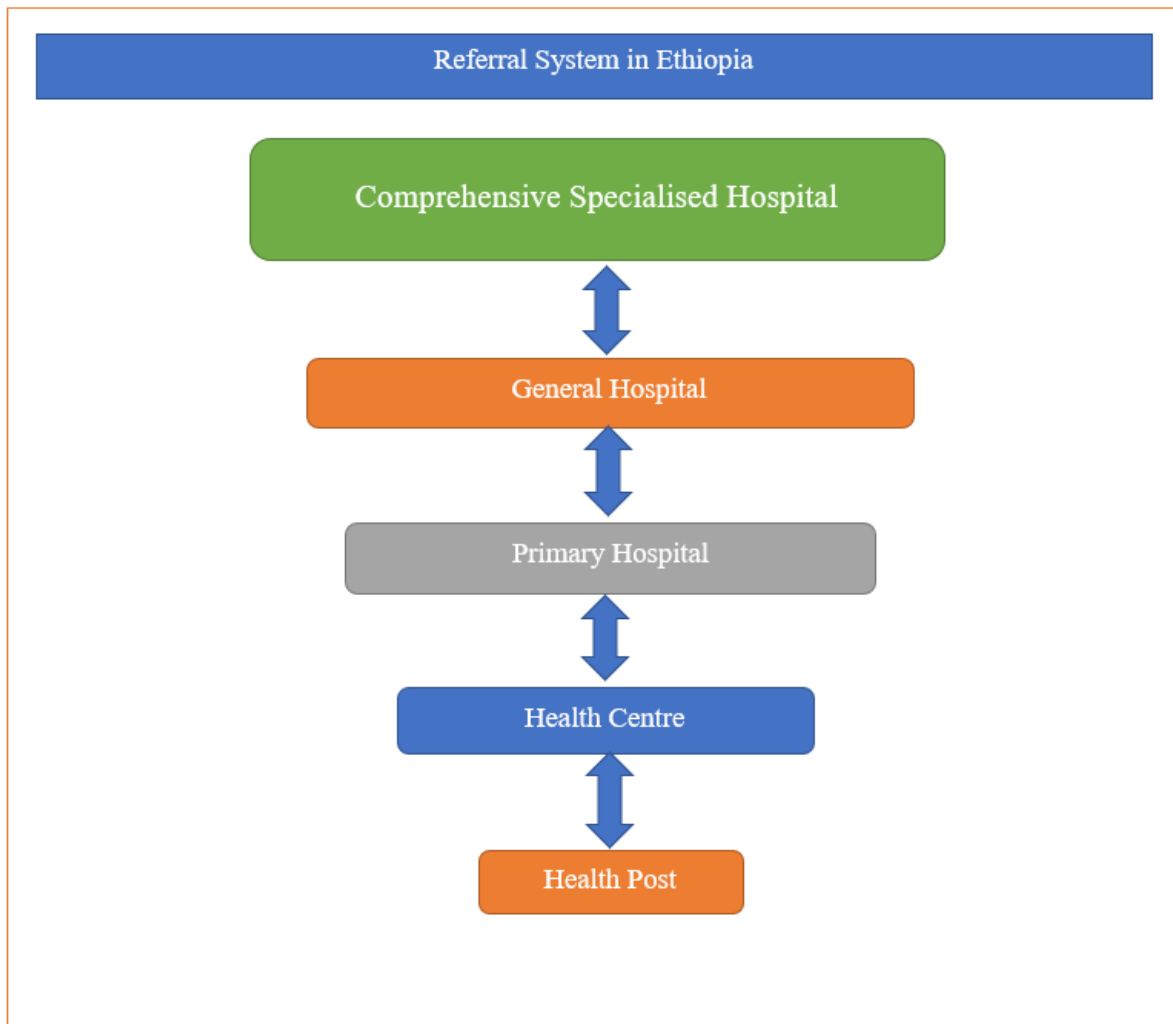 Referral System in Ethiopia
Comprehensive Specialised Hospital
General Hospital
Primary Hospital
Health Centre
Health Post